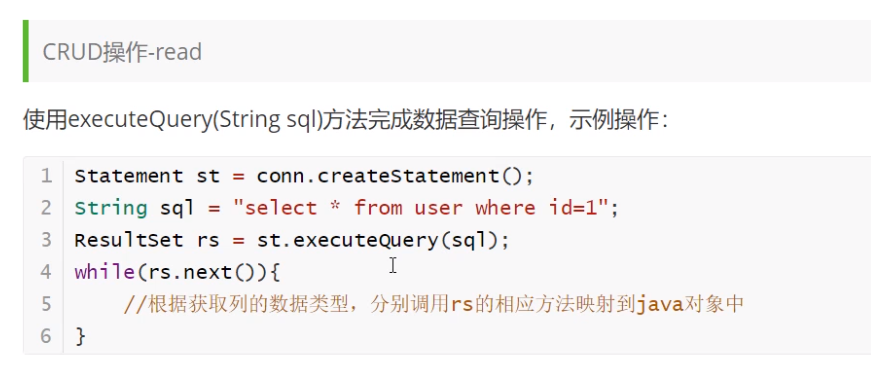 CRUD操作-read
使用executeQuery(String sql)方法完成数据查询操作，示例操作：
1 Statement st = conn.createStatement();
2 String sql = "select * from user where id=1";
3 ResultSet rs = st.executeQuery(sql);
4 while(rs.next()){
5     //根据获取列的数据类型，分别调用rs的相应方法映射到java对象中
6 }